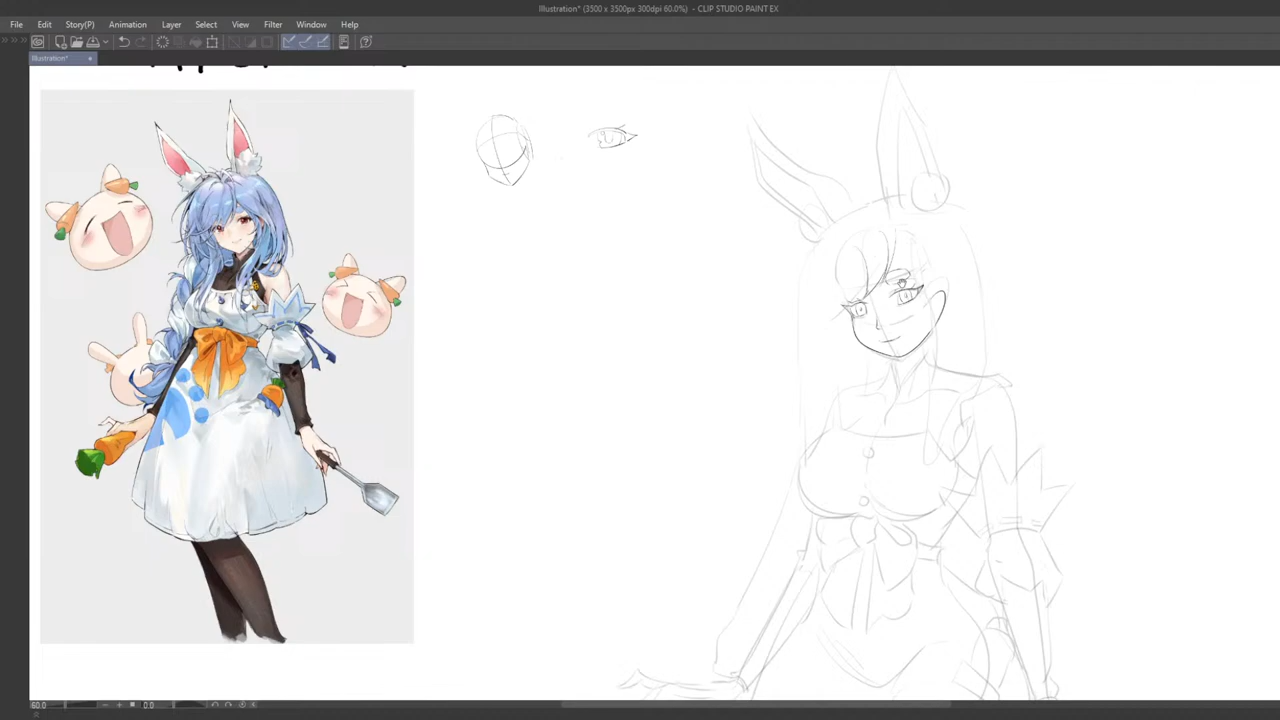 Illustration* (3500 x 3500px 300dpi 60.0%) - CLIP STUDIO PAINT EX
File Edit Story(P) Animation Layer Select View Filter Window Help
Illustration*
60.0 0.0